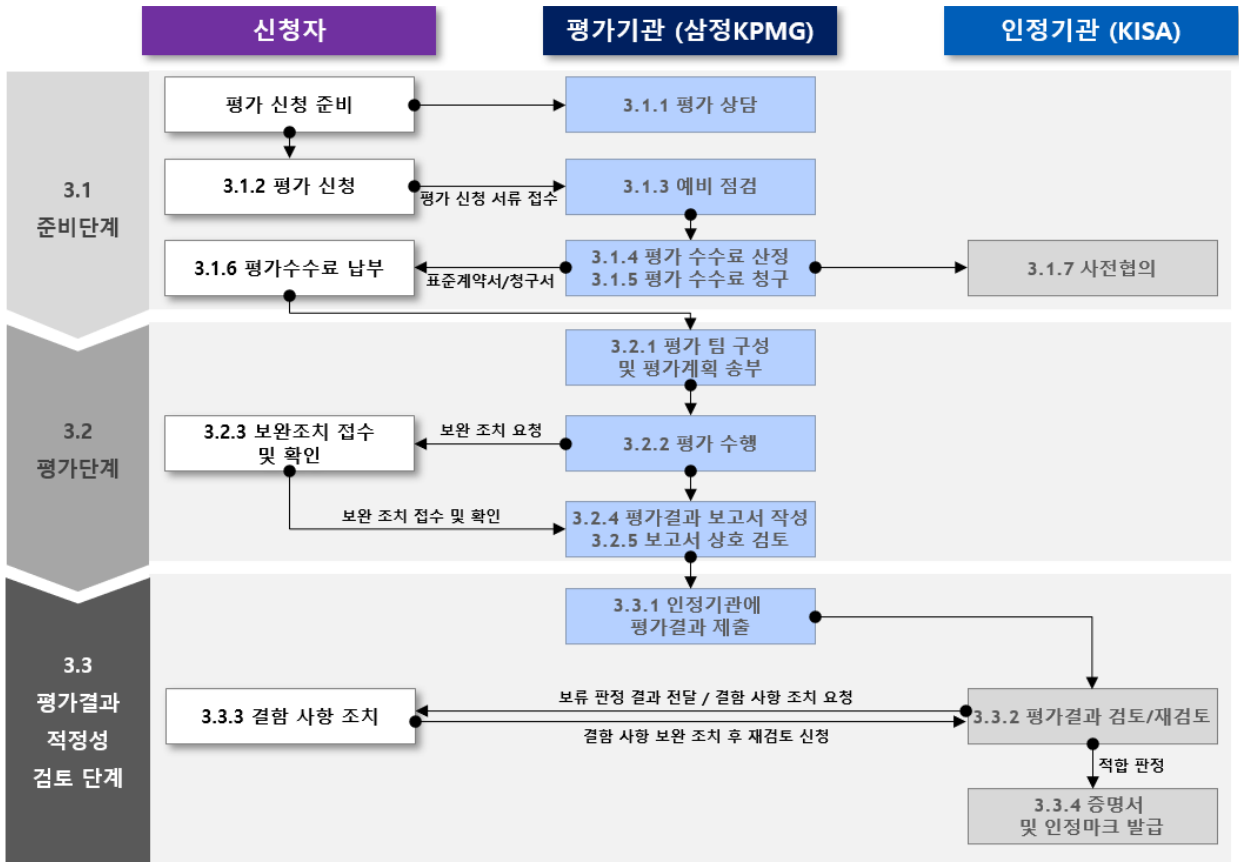 신청자
평가기관 (삼정KPMG)
인정기관 (KISA)
3.1
준비단계
평가 신청 준비
3.1.1 평가 상담
3.1.2 평가 신청
평가 신청 서류 접수
3.1.3 예비 점검
3.1.6 평가수수료 납부
표준계약서/청구서
3.1.4 평가 수수료 산정
3.1.5 평가 수수료 청구
3.1.7 사전협의
3.2
평가단계
3.2.1 평가 팀 구성
및 평가계획 송부
3.2.3 보완조치 접수
및 확인
보완 조치 요청
3.2.2 평가 수행
보완 조치 접수 및 확인
3.2.4 평가결과 보고서 작성
3.2.5 보고서 상호 검토
3.3
평가결과
적정성
검토 단계
3.3.1 인정기관에
평가결과 제출
3.3.3 결함 사항 조치
보류 판정 결과 전달 / 결함 사항 조치 요청
결함 사항 보완 조치 후 재검토 신청
3.3.2 평가결과 검토/재검토
적합 판정
3.3.4 증명서
및 인정마크 발급